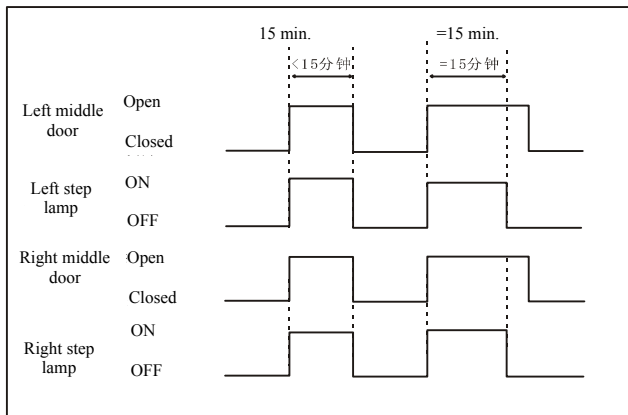 15 min.
=15 min.
<15分钟
=15分钟
Left middle
door
Open
Closed
Left step
lamp
ON
OFF
Right middle
door
Open
Closed
Right step
lamp
ON
OFF